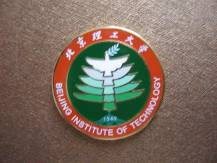 北京理工大学
1940
BEIJING INSTITUTE OF TECHNOLOGY